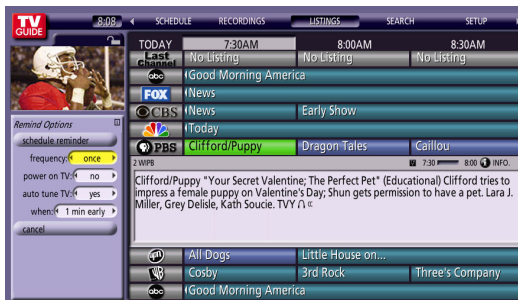 TV
GUIDE
8:08
SCHEDULE RECORDINGS LISTINGS SEARCH SETUP
TODAY 7:30AM 8:00AM 8:30AM
Last
Channel No Listing No Listing No Listing
abc Good Morning America
FOX News
CBS News Early Show
Today
PBS Clifford/Puppy Dragon Tales Caillou
2 WIPB 7:30 8:00 INFO.
Clifford/Puppy "Your Secret Valentine; The Perfect Pet" (Educational) Clifford tries to
impress a female puppy on Valentine's Day; Shun gets permission to have a pet. Lara J.
Miller, Grey Delisle, Kath Soucie. TVY
All Dogs Little House on...
WB Cosby 3rd Rock Three's Company
abc Good Morning America
Remind Options
schedule reminder
frequency: once
power on TV: no
auto tune TV: yes
when: 1 min early
cancel